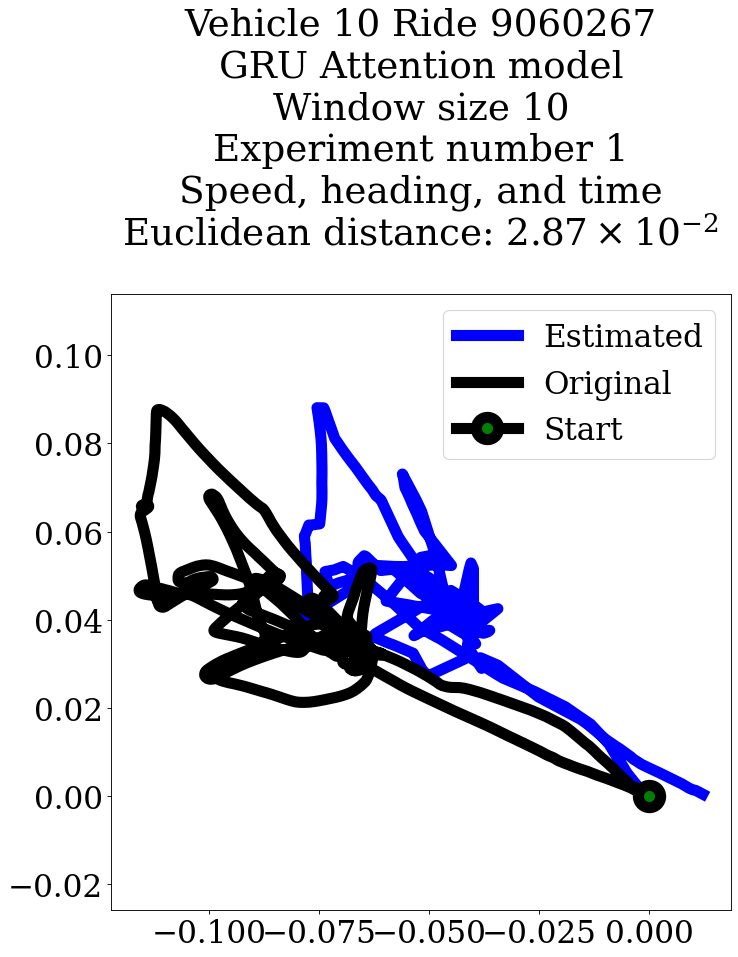 Vehicle 10 Ride 9060267
GRU Attention model
Window size 10
Experiment number 1
Speed, heading, and time
Euclidean distance: 2.87 × 10⁻²
Estimated
Original
Start
0.10
0.08
0.06
0.04
0.02
0.00
−0.02
−0.100 −0.075 −0.050 −0.025 0.000